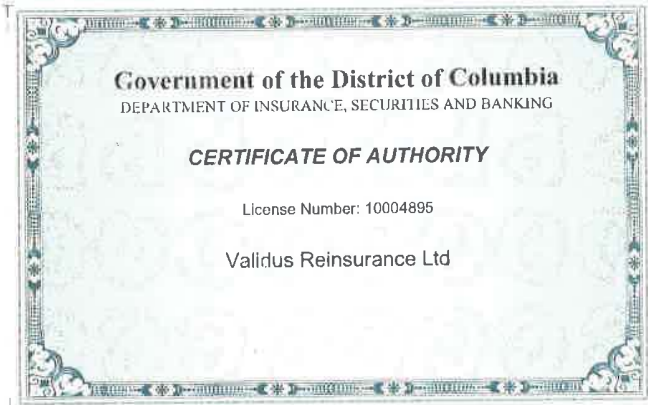 Government of the District of Columbia
DEPARTMENT OF INSURANCE, SECURITIES AND BANKING
CERTIFICATE OF AUTHORITY
License Number: 10004895
Validus Reinsurance Ltd